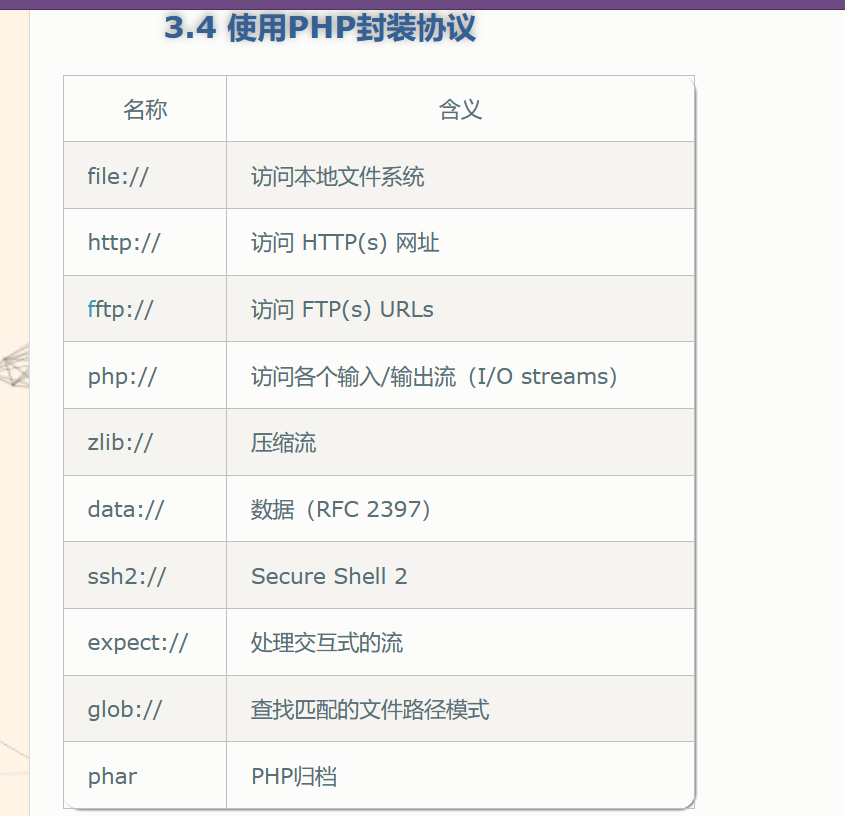 3.4 使用PHP封装协议
名称 含义
file:// 访问本地文件系统
http:// 访问 HTTP(s) 网址
fftp:// 访问 FTP(s) URLs
php:// 访问各个输入/输出流（I/O streams）
zlib:// 压缩流
data:// 数据（RFC 2397）
ssh2:// Secure Shell 2
expect:// 处理交互式的流
glob:// 查找匹配的文件路径模式
phar PHP归档